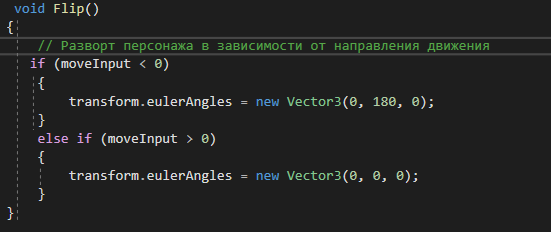 void Flip()
{
// Разворт персонажа в зависимости от направления движения
if (moveInput < 0)
{
transform.eulerAngles = new Vector3(0, 180, 0);
}
else if (moveInput > 0)
{
transform.eulerAngles = new Vector3(0, 0, 0);
}
}